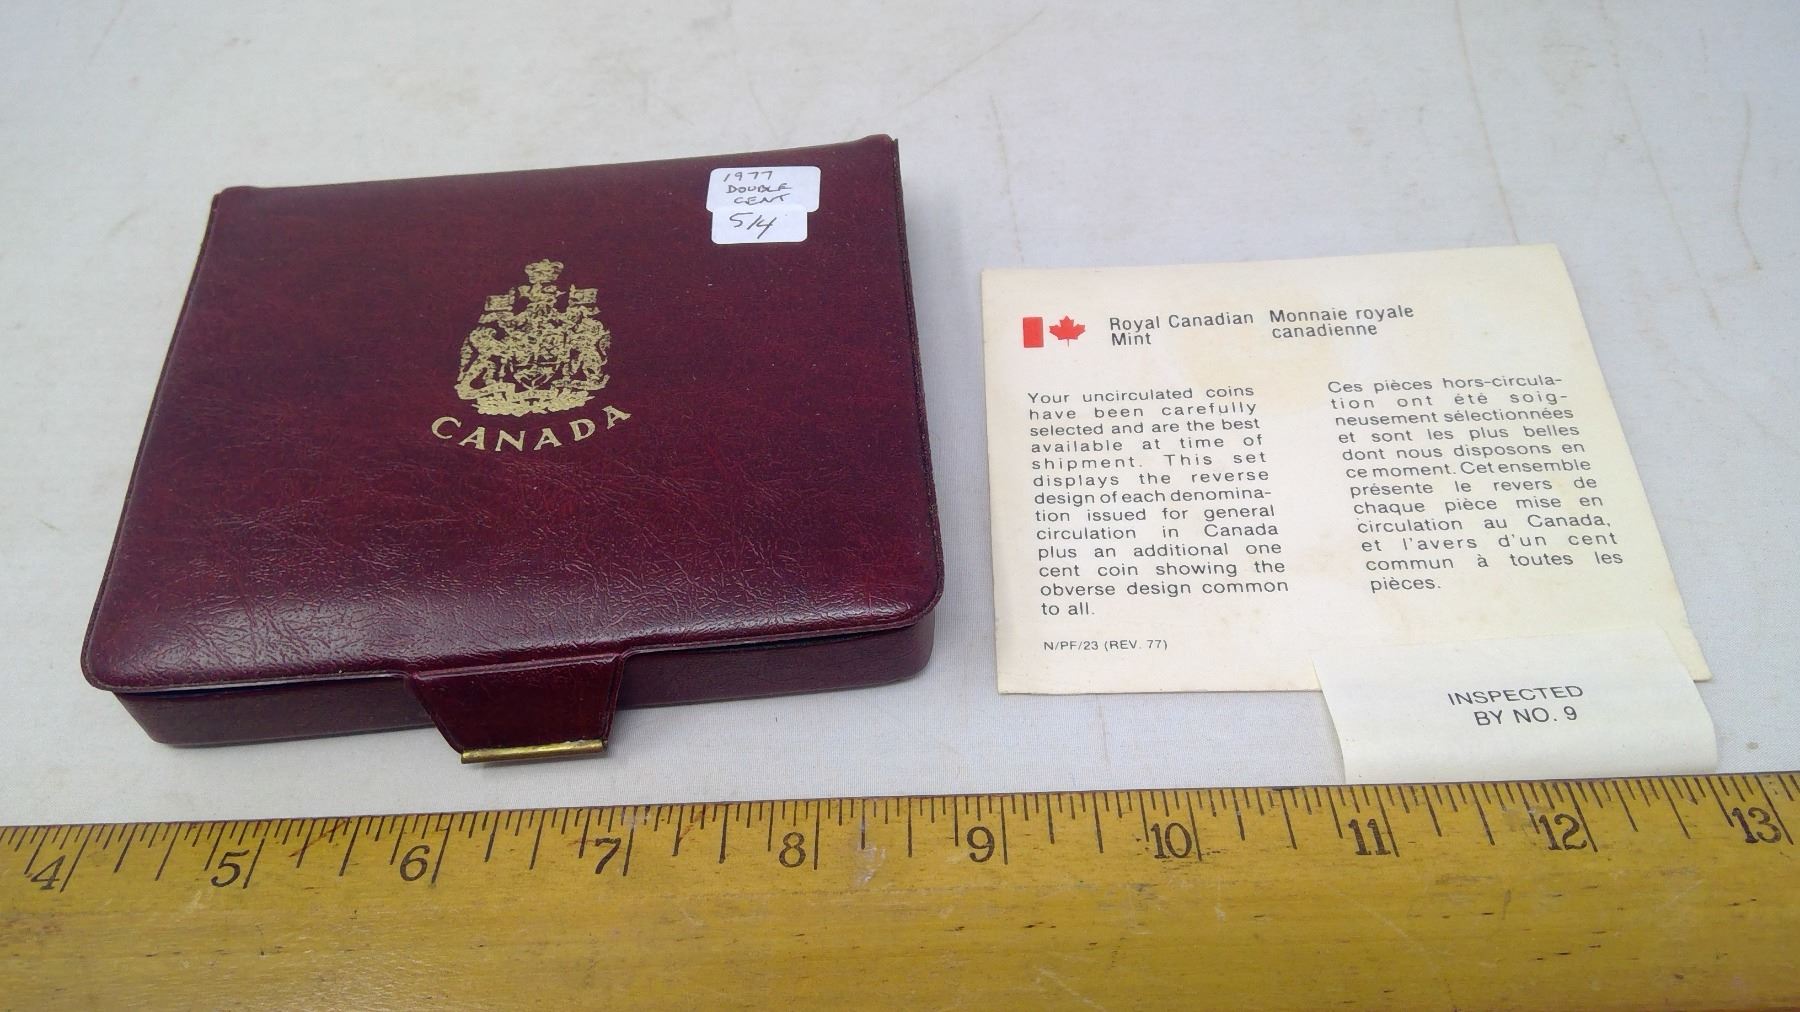 1977
DOUBLE
CENT
514
CANADA
Royal Canadian
Mint
Monnaie royale
canadienne
Your uncirculated coins
have been carefully
selected and are the best
available at time of
shipment. This set
displays the reverse
design of each denomina-
tion issued for general
circulation in Canada
plus an additional one
cent coin showing the
obverse design common
to all.
Ces pièces hors-circula-
tion ont été soig-
neusement sélectionnées
et sont les plus belles
dont nous disposons en
ce moment. Cet ensemble
présente le revers de
chaque pièce mise en
circulation au Canada,
et l'avers d'un cent
commun à toutes les
pièces.
N/PF/23 (REV. 77)
INSPECTED
BY NO. 9
4 5 6 7 8 9 10 11 12 13